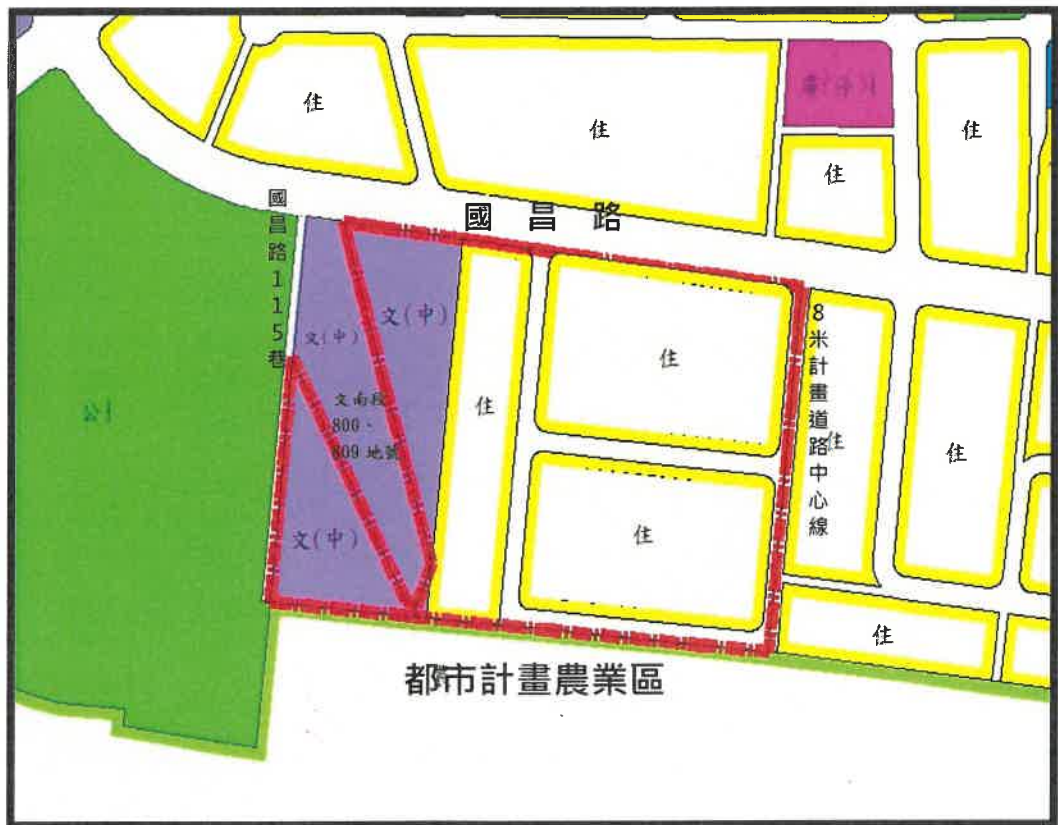 住
住
住
住
國昌路
國昌路115巷
文(中)
文(中)
文南段
800、
809 地號
住
住
8米計畫道路中心線
住
住
文(中)
住
住
都市計畫農業區